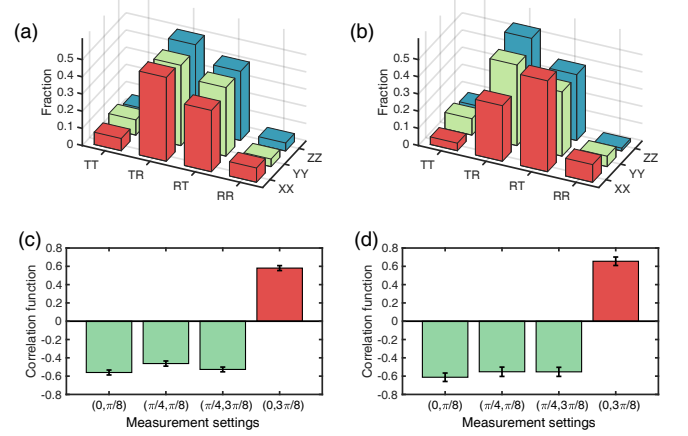 (a)
Fraction
0.5
0.4
0.3
0.2
0.1
0
TT
TR
RT
RR
XX
YY
ZZ
(b)
Fraction
0.5
0.4
0.3
0.2
0.1
0
TT
TR
RT
RR
XX
YY
ZZ
(c)
Correlation function
0.8
0.6
0.4
0.2
0
-0.2
-0.4
-0.6
-0.8
(0,π/8) (π/4,π/8) (π/4,3π/8) (0,3π/8)
Measurement settings
(d)
Correlation function
0.8
0.6
0.4
0.2
0
-0.2
-0.4
-0.6
-0.8
(0,π/8) (π/4,π/8) (π/4,3π/8) (0,3π/8)
Measurement settings